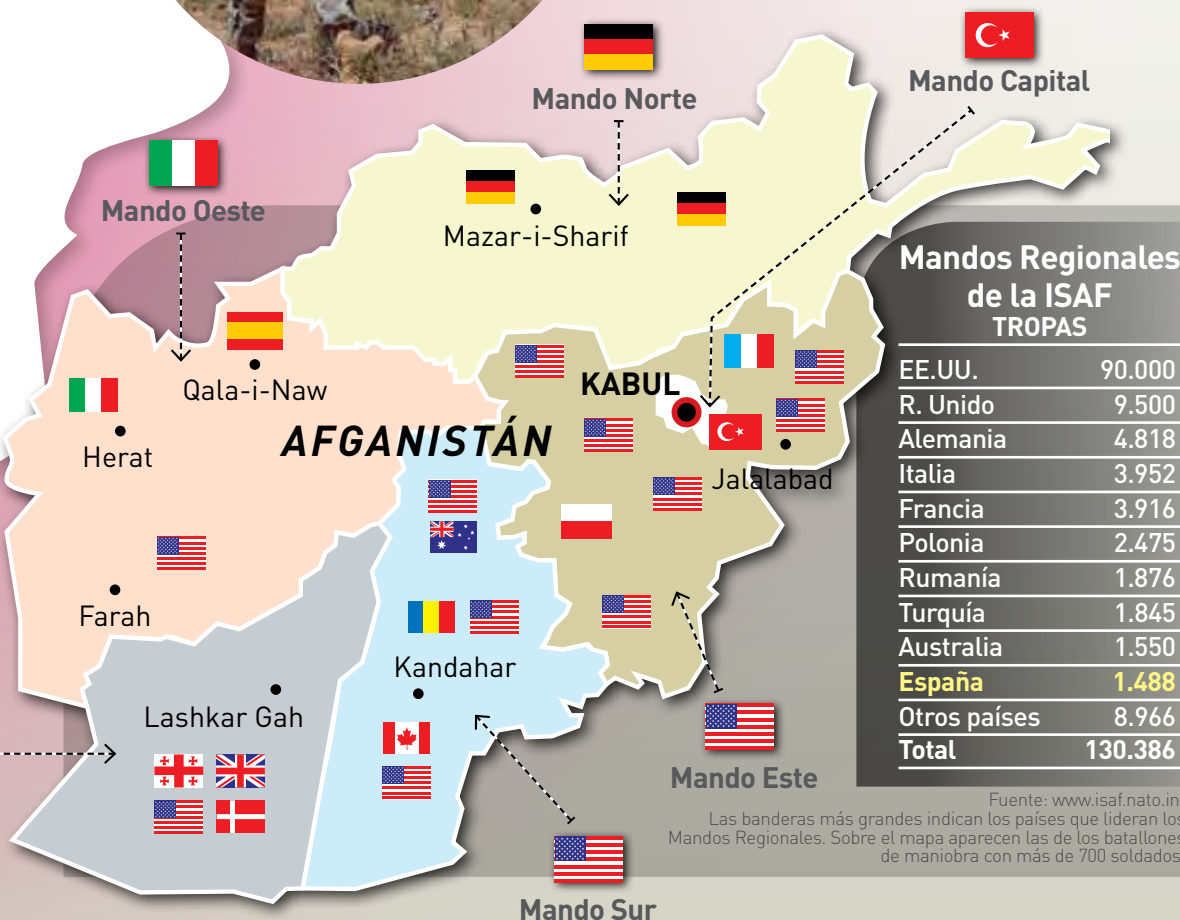 Mando Norte
Mando Capital
Mando Oeste
Mazar-i-Sharif
Qala-i-Naw
KABUL
Herat
AFGANISTÁN
Jalalabad
Farah
Kandahar
Lashkar Gah
Mando Este
Mando Sur
Mandos Regionales
de la ISAF
TROPAS
EE.UU. 90.000
R. Unido 9.500
Alemania 4.818
Italia 3.952
Francia 3.916
Polonia 2.475
Rumanía 1.876
Turquía 1.845
Australia 1.550
España 1.488
Otros países 8.966
Total 130.386
Fuente: www.isaf.nato.in
Las banderas más grandes indican los países que lideran los
Mandos Regionales. Sobre el mapa aparecen las de los batallones
de maniobra con más de 700 soldados